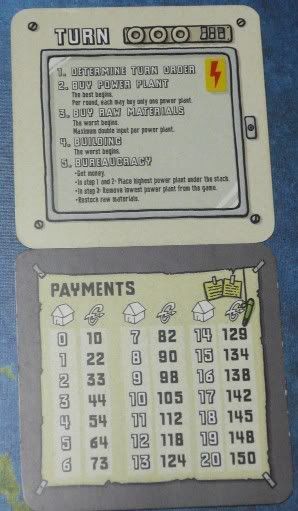 TURN
1. DETERMINE TURN ORDER
2. BUY POWER PLANT
The best begins.
Per round, each may buy only one power plant.
3. BUY RAW MATERIALS
The worst begins.
Maximum double input per power plant.
4. BUILDING
The worst begins.
5. BUREAUCRACY
•Get money.
•In step 1 and 2: Place highest power plant under the stack.
•In step 3: Remove lowest power plant from the game.
•Restock raw materials.
PAYMENTS
0 10 7 82 14 129
1 22 8 90 15 134
2 33 9 98 16 138
3 44 10 105 17 142
4 54 11 112 18 145
5 64 12 118 19 148
6 73 13 124 20 150